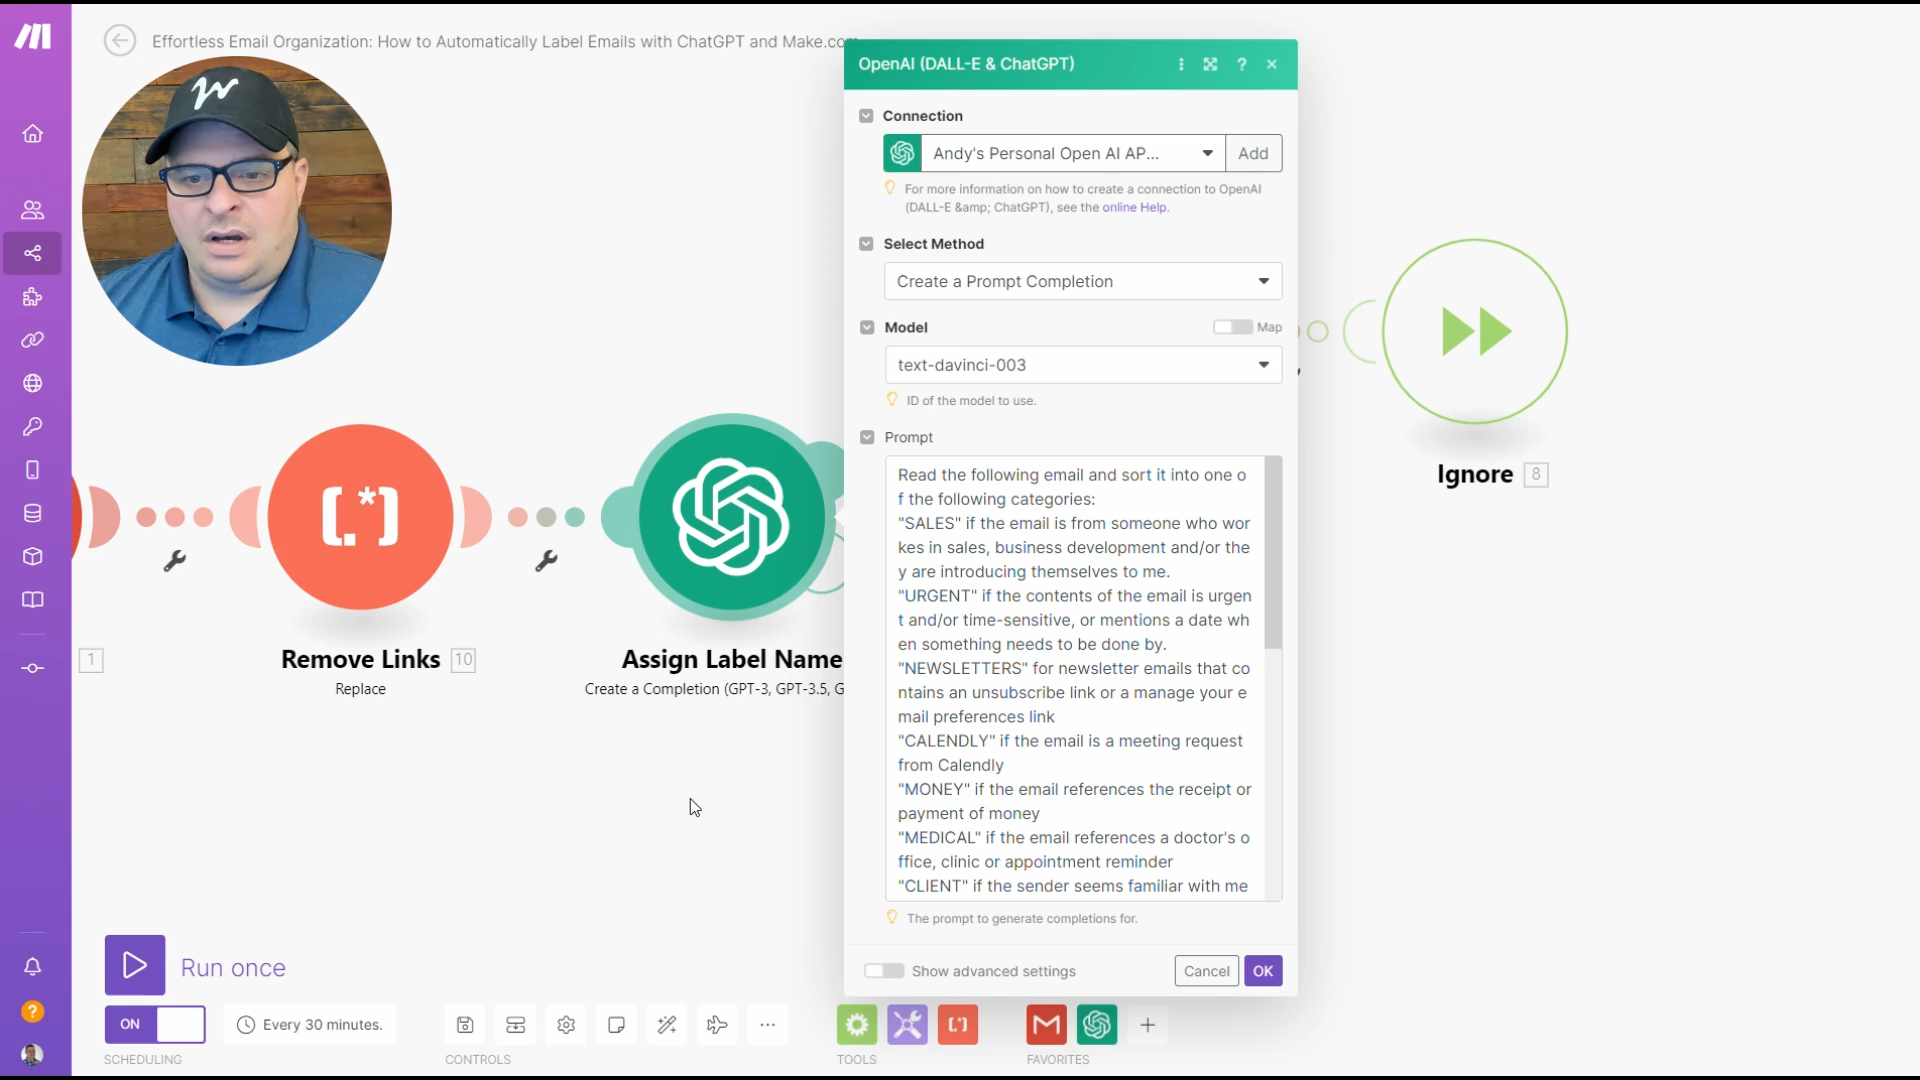 Effortless Email Organization: How to Automatically Label Emails with ChatGPT and Make.com
OpenAI (DALL-E & ChatGPT)
?
Connection
Andy's Personal Open AI AP...
Add
For more information on how to create a connection to OpenAI
(DALL-E &amp; ChatGPT), see the online Help.
Select Method
Create a Prompt Completion
Model
Map
text-davinci-003
ID of the model to use.
Prompt
Read the following email and sort it into one o
f the following categories:
"SALES" if the email is from someone who wor
kes in sales, business development and/or the
y are introducing themselves to me.
"URGENT" if the contents of the email is urgen
t and/or time-sensitive, or mentions a date wh
en something needs to be done by.
"NEWSLETTERS" for newsletter emails that co
ntains an unsubscribe link or a manage your e
mail preferences link
"CALENDLY" if the email is a meeting request
from Calendly
"MONEY" if the email references the receipt or
payment of money
"MEDICAL" if the email references a doctor's o
ffice, clinic or appointment reminder
"CLIENT" if the sender seems familiar with me
The prompt to generate completions for.
Show advanced settings
Cancel
OK
1
[.*]
Remove Links 10
Replace
Assign Label Name
Create a Completion (GPT-3, GPT-3.5, G
Ignore 8
Run once
ON
Every 30 minutes.
SCHEDULING
CONTROLS
TOOLS
FAVORITES
?